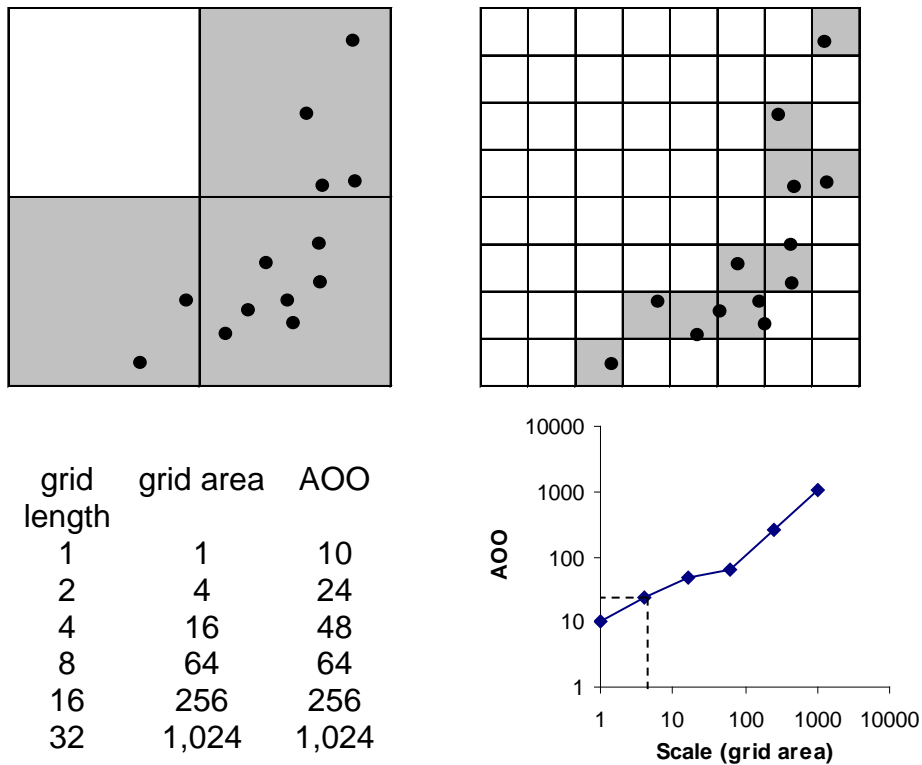 grid length grid area AOO
1 1 10
2 4 24
4 16 48
8 64 64
16 256 256
32 1,024 1,024
10000
1000
100
10
1
AOO
1 10 100 1000 10000
Scale (grid area)